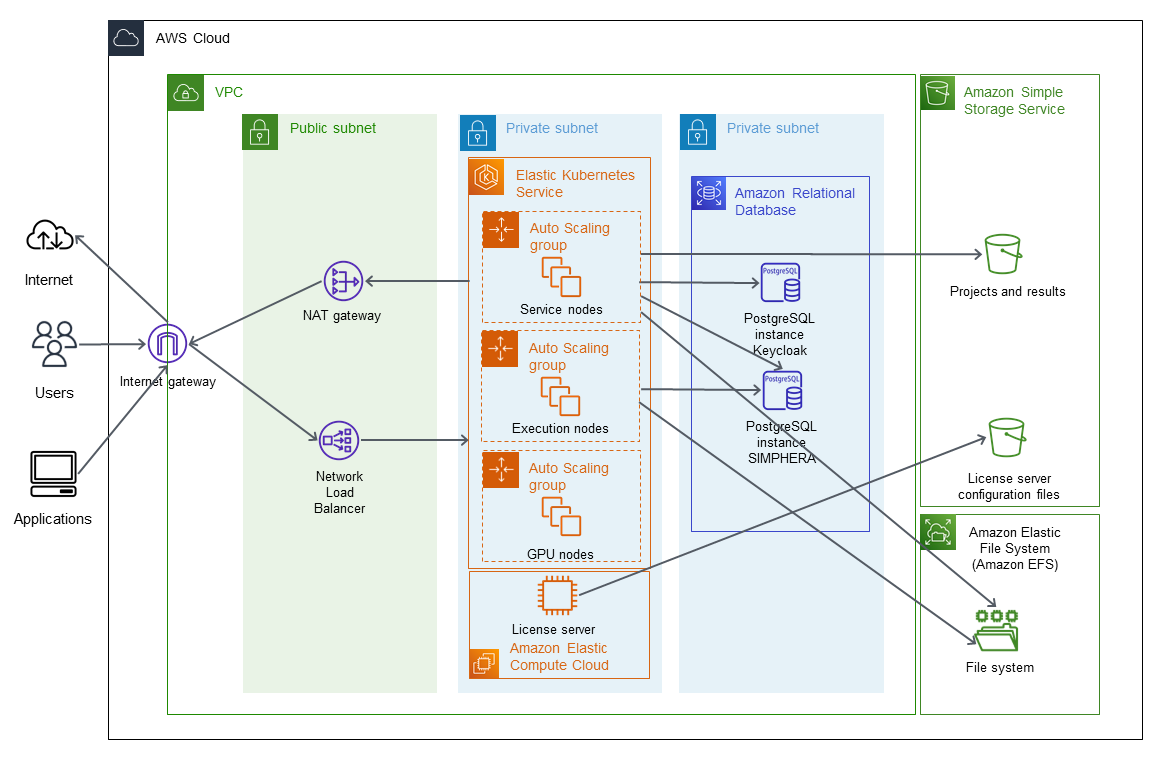 AWS Cloud
VPC
Public subnet
Private subnet
Private subnet
Amazon Simple
Storage Service
Elastic Kubernetes
Service
Amazon Relational
Database
Auto Scaling
group
Service nodes
Internet
NAT gateway
PostgreSQL
PostgreSQL
instance
Keycloak
Projects and results
Users
Internet gateway
Auto Scaling
group
Execution nodes
PostgreSQL
PostgreSQL
instance
SIMPHERA
Applications
Network
Load
Balancer
Auto Scaling
group
GPU nodes
License server
configuration files
Amazon Elastic
File System
(Amazon EFS)
License server
Amazon Elastic
Compute Cloud
File system